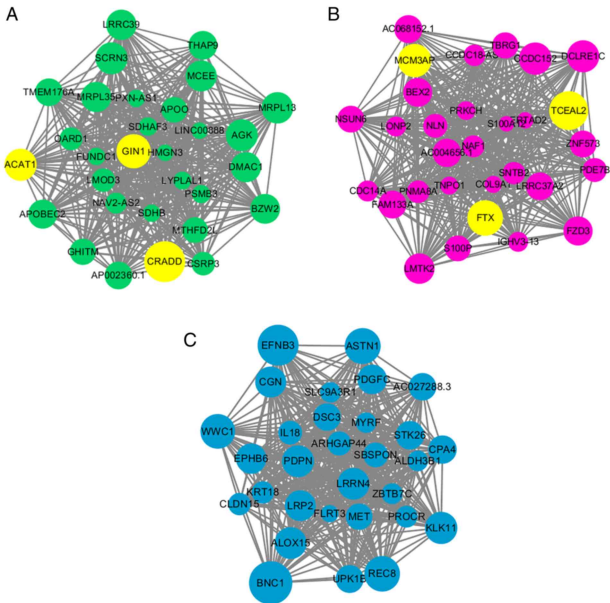 A
LRRC39
THAP9
SCRN3
MCEE
TMEM176A
MRPL35
PXN-AS1
APOO
MRPL13
SDHAF3
LINC00388
OARD1
AGK
GIN1
ACAT1
FUNDC1
HMGN3
DMAC1
LMOD3
LYPLAL1
PSMB3
APOBEC2
NAV2-AS2
SDHB
BZW2
MTHFD2L
GHITM
CRADD
CSRP3
AP002360.1
B
AC068152.1
TBRG1
MCM3AP
CCDC18-AS
CCDC152
DCLRE1C
BEX2
TCEAL2
NSUN6
PRKCH
LONP2
NLN
S100A12
ZNF573
NAF1
AC004656.1
PDE7B
SNTB2
CDC14A
PNMA8A
TNPO1
COL9A1
LRRC37A2
FAM133A
FTX
FZD3
IGHV3-13
S100P
LMTK2
C
EFNB3
ASTN1
CGN
PDGFC
AC027288.3
SLC9A3R1
DSC3
MYRF
WWC1
IL18
STK26
ARHGAP44
CPA4
EPHB6
PDPN
SBSPON
ALDH3B1
LRRN4
KRT18
ZBTB7C
CLDN15
LRP2
FLRT3
MET
PROCR
KLK11
ALOX15
BNC1
UPK1B
REC8